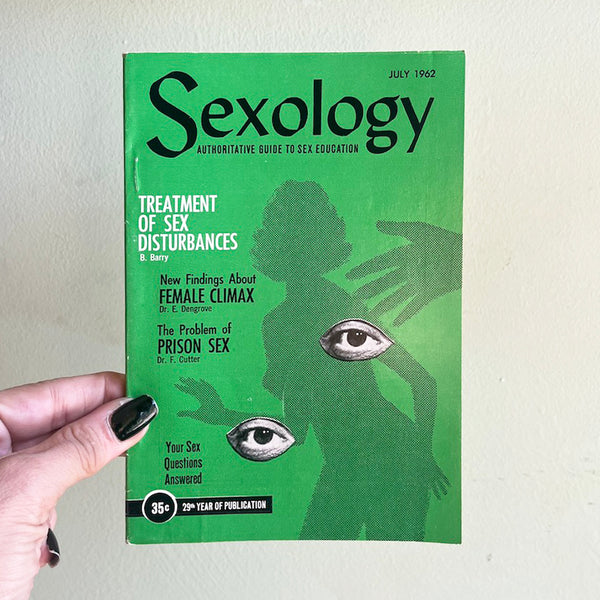 JULY 1962
Sexology
AUTHORITATIVE GUIDE TO SEX EDUCATION
TREATMENT
OF SEX
DISTURBANCES
B. Barry
New Findings About
FEMALE CLIMAX
Dr. E. Dengrove
The Problem of
PRISON SEX
Dr. F. Cutter
Your Sex
Questions
Answered
35¢ 29th YEAR OF PUBLICATION